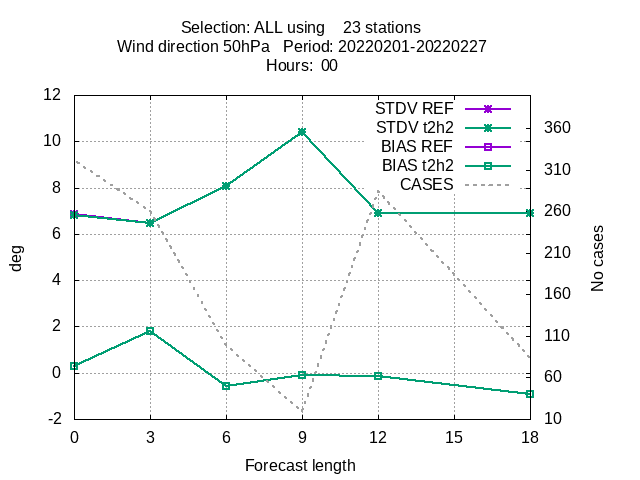 Selection: ALL using    23 stations
Wind direction 50hPa   Period: 20220201-20220227
Hours:  00
STDV REF
STDV t2h2
BIAS REF
BIAS t2h2
CASES
12
10
8
6
4
2
0
-2
deg
360
310
260
210
160
110
60
10
No cases
0 3 6 9 12 15 18
Forecast length